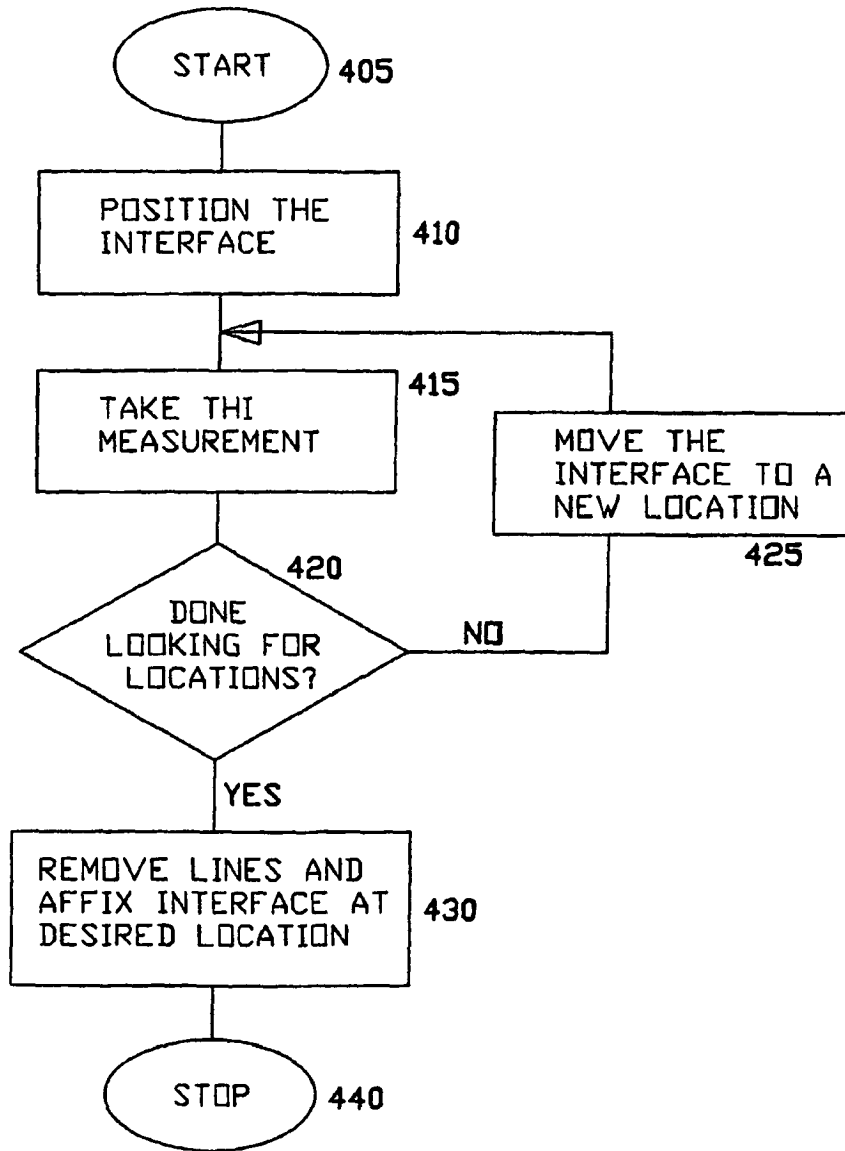 START
405
POSITION THE
INTERFACE
410
415
TAKE THI
MEASUREMENT
MOVE THE
INTERFACE TO A
NEW LOCATION
425
420
DONE
LOOKING FOR
LOCATIONS?
NO
YES
REMOVE LINES AND
AFFIX INTERFACE AT
DESIRED LOCATION
430
STOP
440